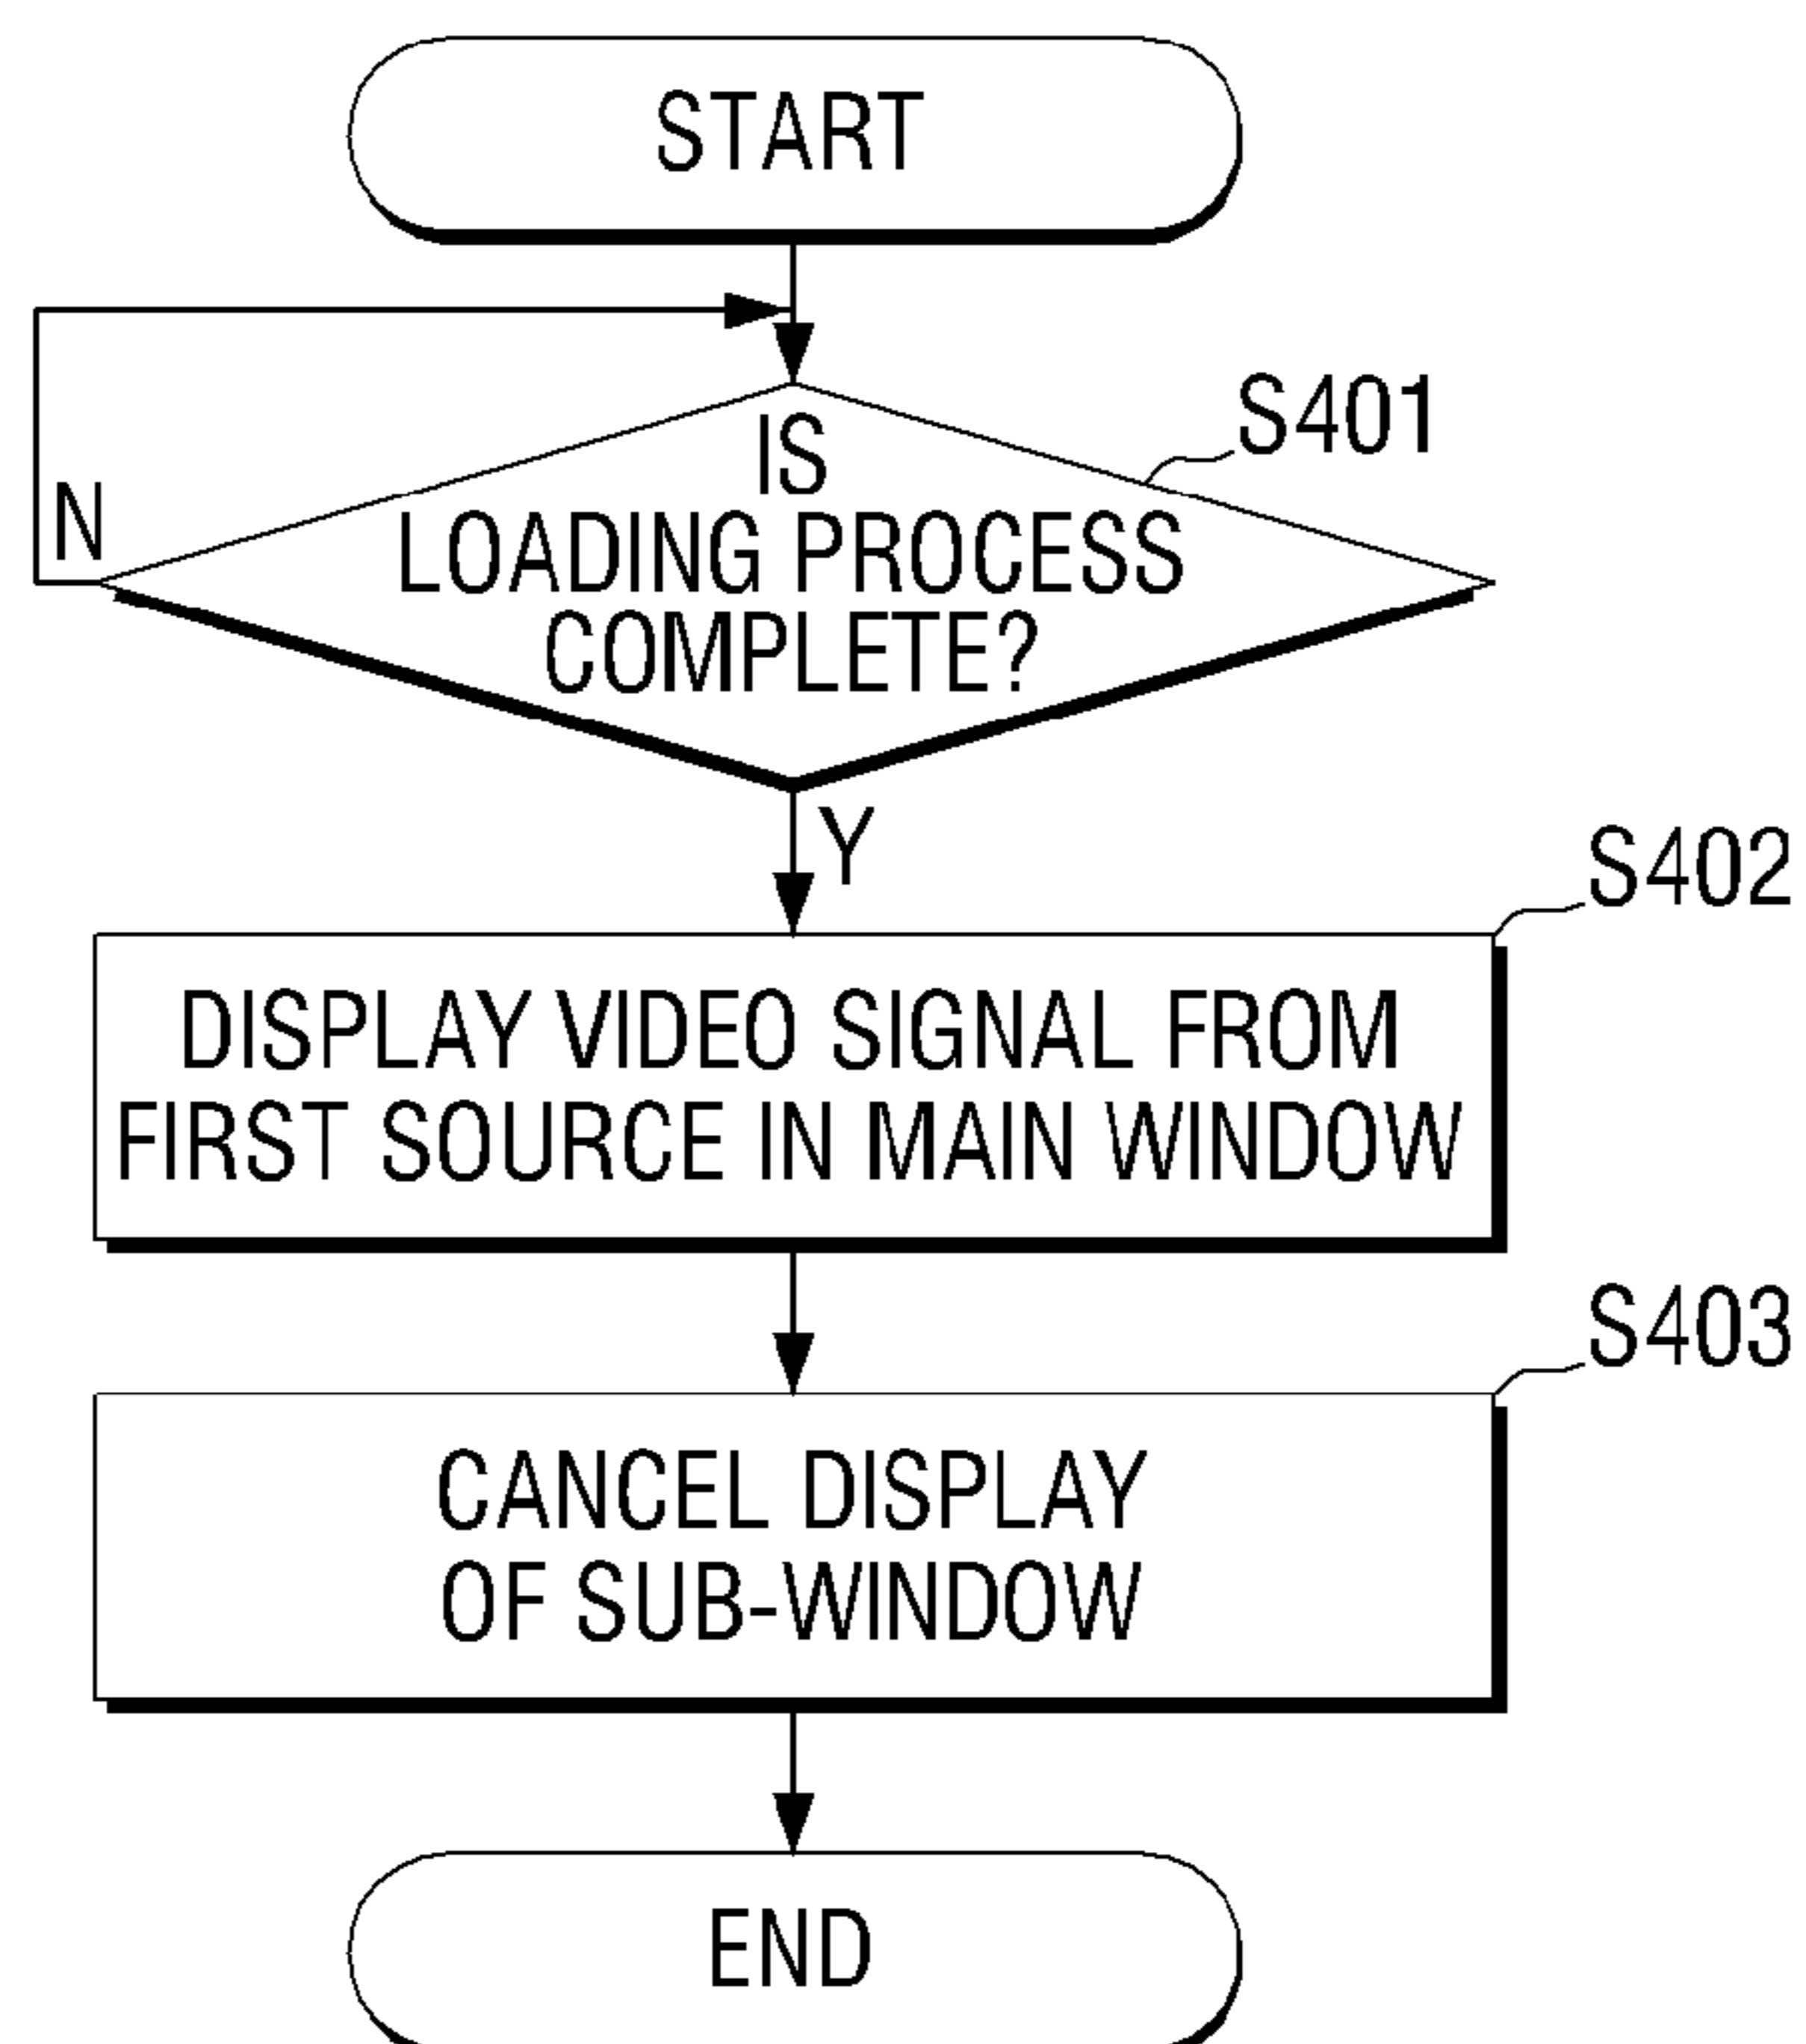 START
S401
IS
LOADING PROCESS
COMPLETE?
N
Y
S402
DISPLAY VIDEO SIGNAL FROM
FIRST SOURCE IN MAIN WINDOW
S403
CANCEL DISPLAY
OF SUB-WINDOW
END